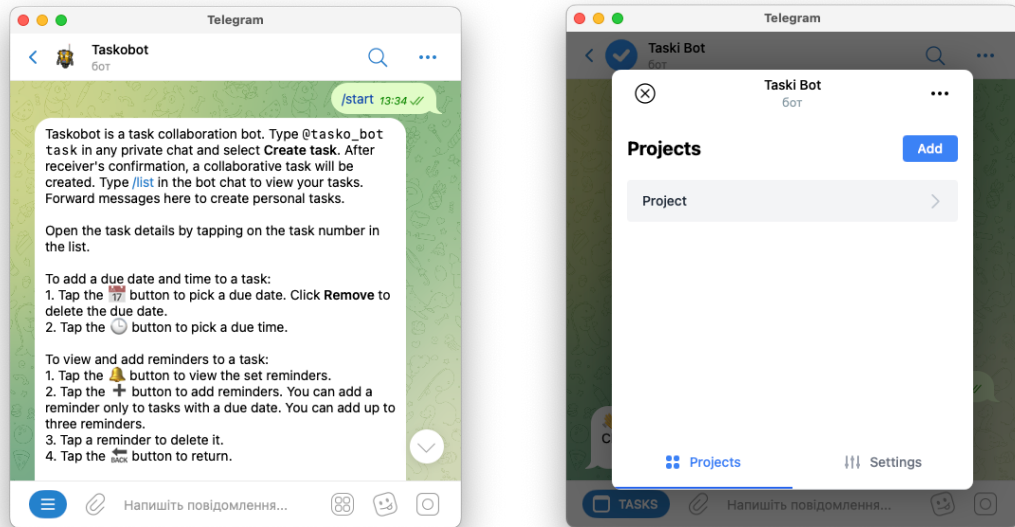 Telegram
Taskobot
бот
/start 13:34
Taskobot is a task collaboration bot. Type @tasko_bot
task in any private chat and select Create task. After
receiver's confirmation, a collaborative task will be
created. Type /list in the bot chat to view your tasks.
Forward messages here to create personal tasks.
Open the task details by tapping on the task number in
the list.
To add a due date and time to a task:
1. Tap the 📅 button to pick a due date. Click Remove to
delete the due date.
2. Tap the 🕒 button to pick a due time.
To view and add reminders to a task:
1. Tap the 🔔 button to view the set reminders.
2. Tap the ➕ button to add reminders. You can add a
reminder only to tasks with a due date. You can add up to
three reminders.
3. Tap a reminder to delete it.
4. Tap the 🔙 button to return.
Напишіть повідомлення...
Telegram
Taski Bot
бот
Taski Bot
бот
Projects
Add
Project
Projects
Settings
TASKS
Напишіть повідомлення...